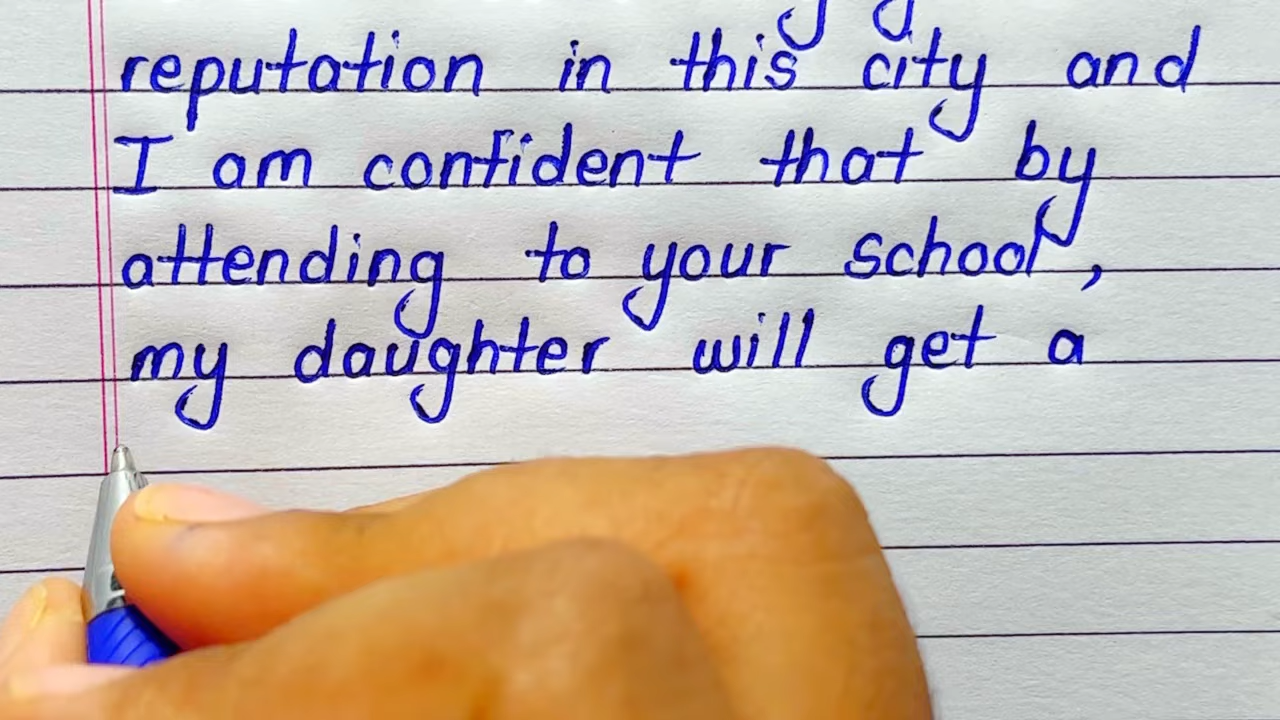 reputation in this city and
I am confident that by
attending to your school,
my daughter will get a